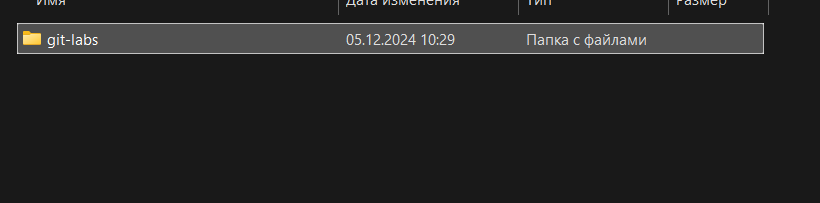 Имя Дата изменения Тип Размер
git-labs 05.12.2024 10:29 Папка с файлами